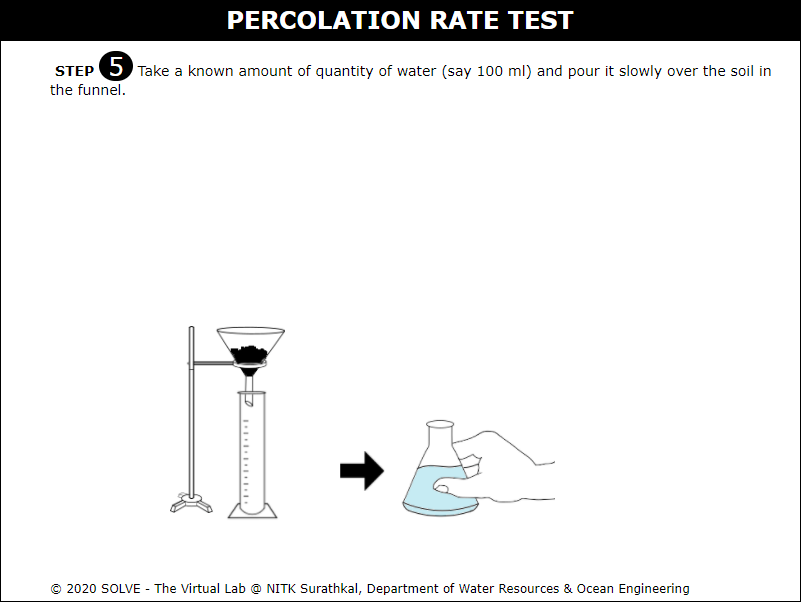 PERCOLATION RATE TEST
STEP 5 Take a known amount of quantity of water (say 100 ml) and pour it slowly over the soil in
the funnel.
© 2020 SOLVE - The Virtual Lab @ NITK Surathkal, Department of Water Resources & Ocean Engineering